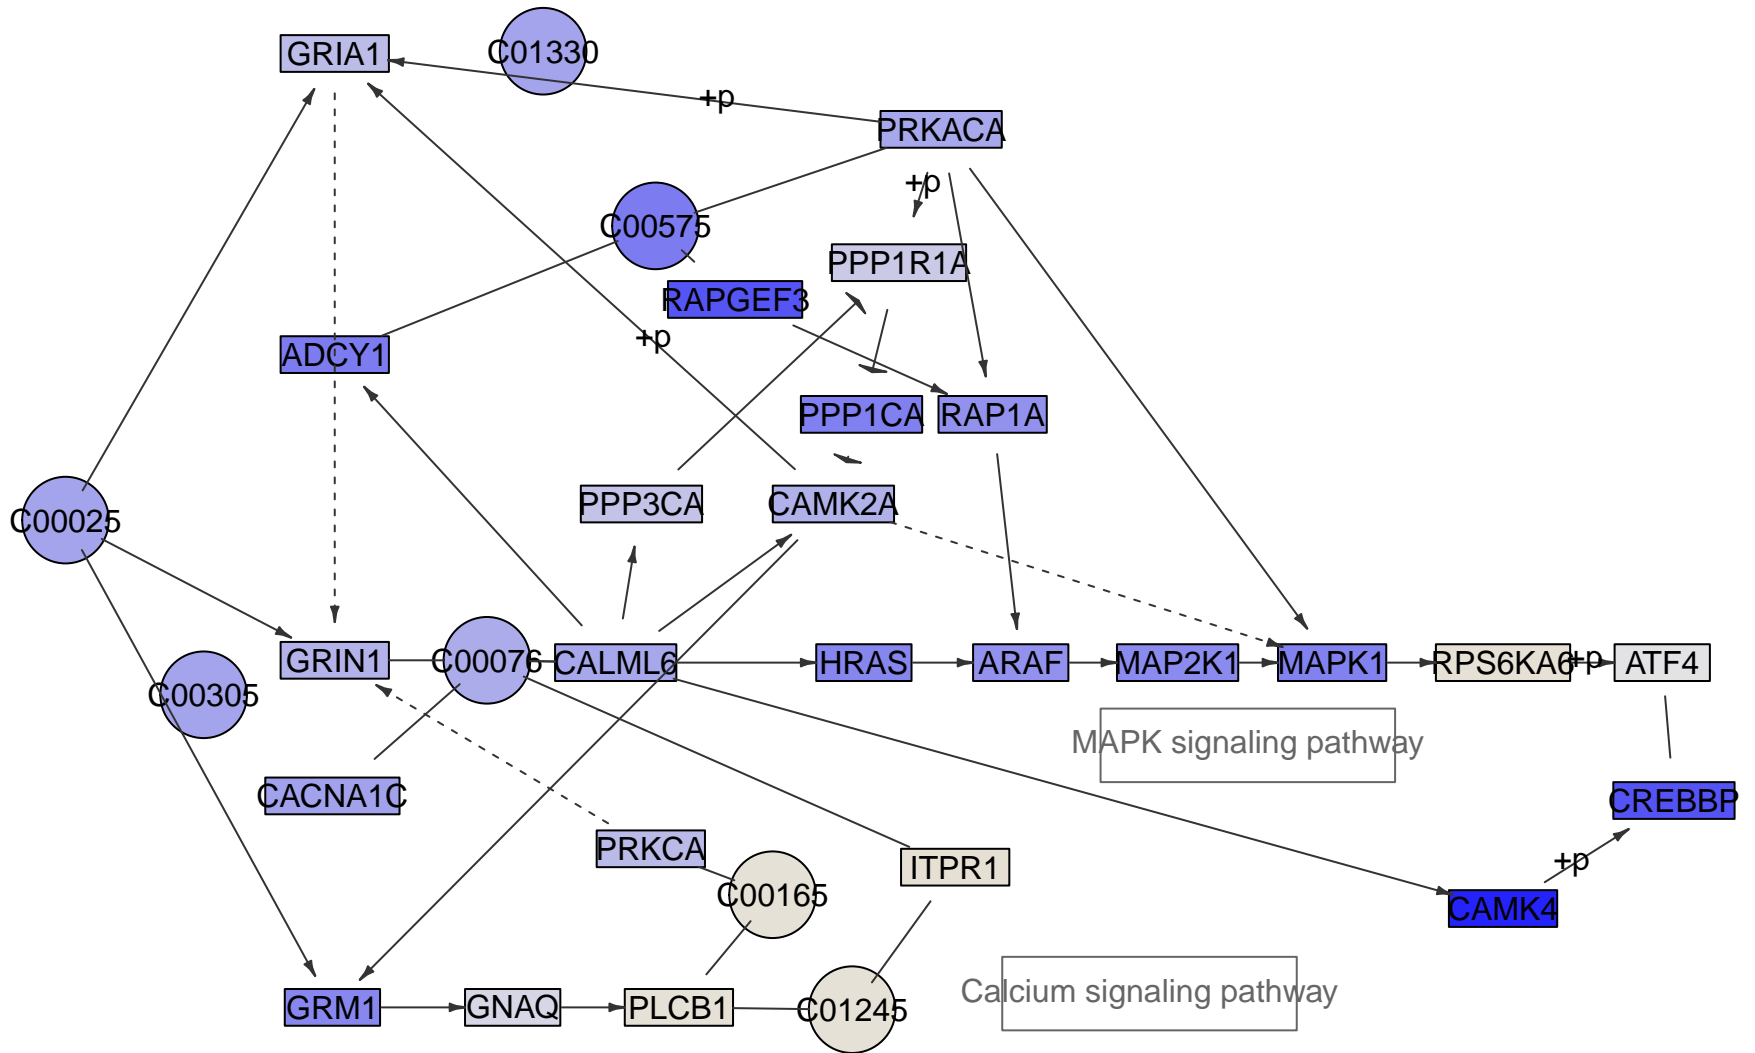 GRIA1
C01330
+p
PRKACA
+p
C00575
PPP1R1A
RAPGEF3
+p
ADCY1
PPP1CA
RAP1A
C00025
PPP3CA
CAMK2A
GRIN1
C00076
CALML6
HRAS
ARAF
MAP2K1
MAPK1
RPS6KA6
+p
ATF4
C00305
MAPK signaling pathway
CACNA1C
CREBBP
PRKCA
ITPR1
+p
C00165
CAMK4
Calcium signaling pathway
GRM1
GNAQ
PLCB1
C01245